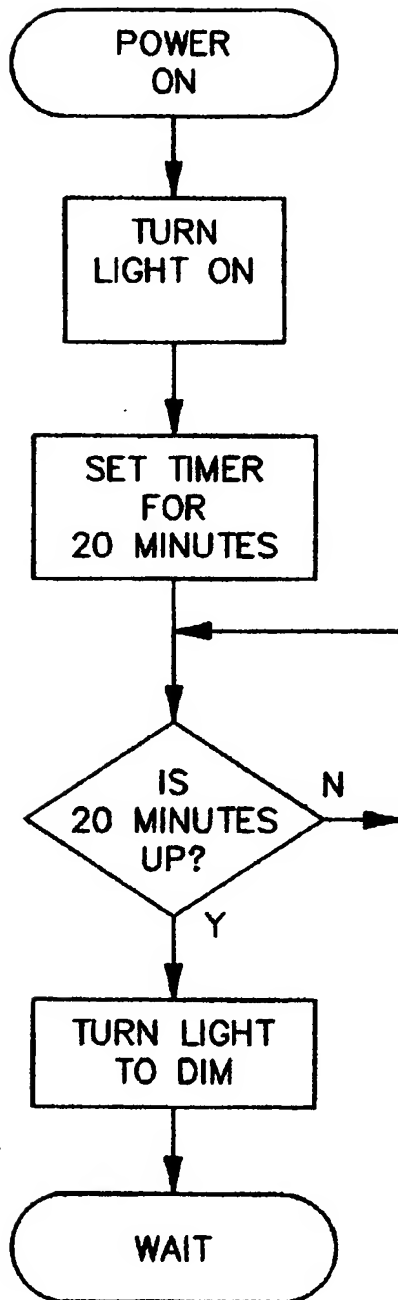 POWER
ON
TURN
LIGHT ON
SET TIMER
FOR
20 MINUTES
IS
20 MINUTES
UP?
N
Y
TURN LIGHT
TO DIM
WAIT